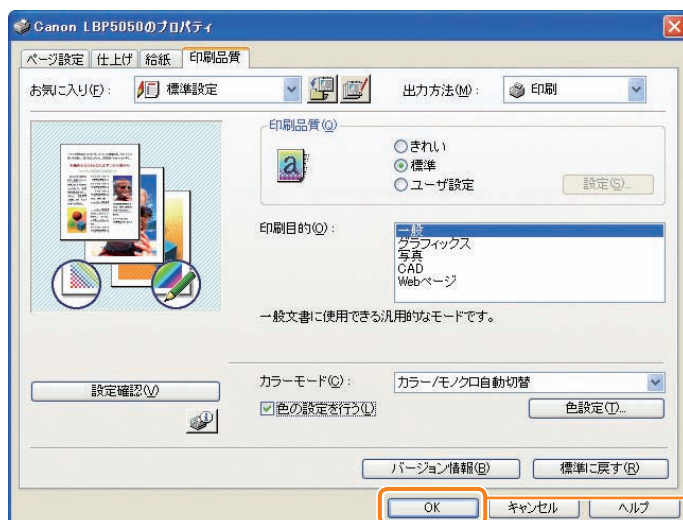 Canon LBP5050のプロパティ
ページ設定 仕上げ 給紙 印刷品質
お気に入り(F): 標準設定 出力方法(M): 印刷
印刷品質(Q)
きれい
標準
ユーザ設定 設定(S)...
印刷目的(O): 一般
グラフィックス
写真
CAD
Webページ
一般文書に使用できる汎用的なモードです。
設定確認(V)
カラーモード(C): カラー/モノクロ自動切替
色の設定を行う(L) 色設定(T)...
バージョン情報(B) 標準に戻す(R)
OK キャンセル ヘルプ